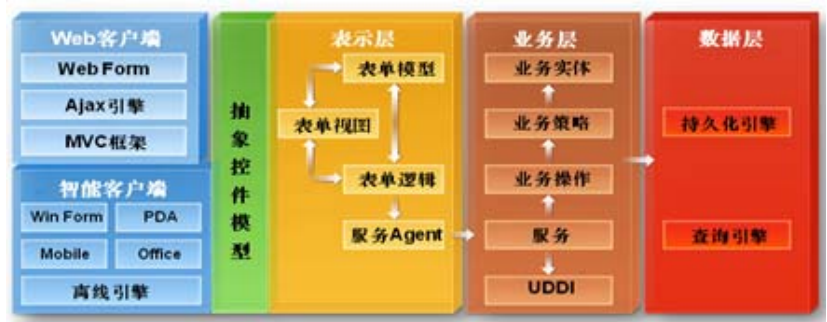 Web客户端
Web Form
Ajax引擎
MVC框架
智能客户端
Win Form
PDA
Mobile
Office
离线引擎
抽象控件模型
表示层
表单模型
表单视图
表单逻辑
服务Agent
业务层
业务实体
业务策略
业务操作
服务
UDDI
数据层
持久化引擎
查询引擎